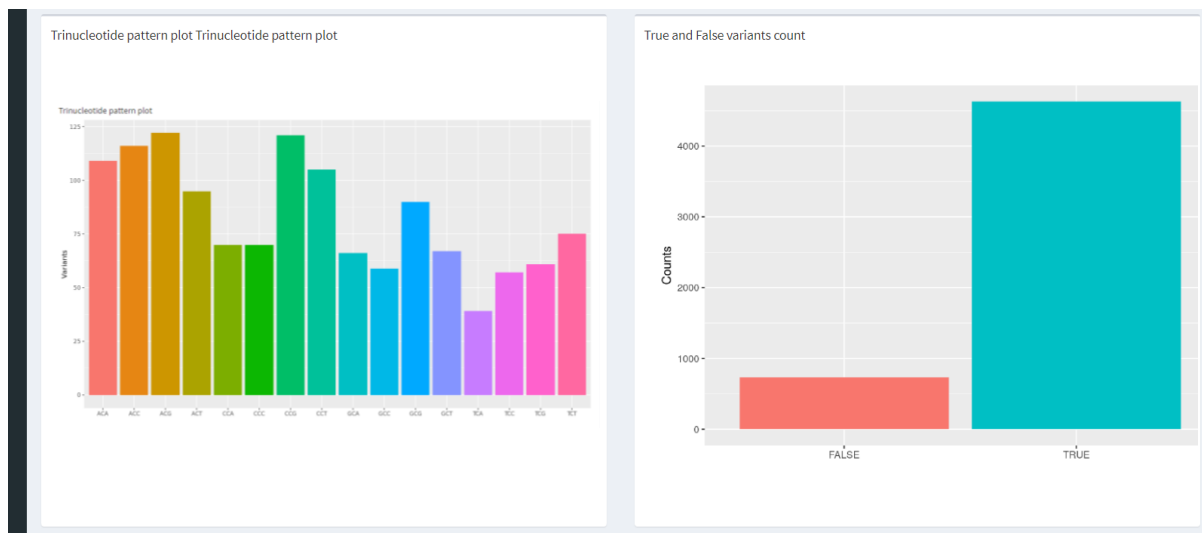 Trinucleotide pattern plot Trinucleotide pattern plot
Trinucleotide pattern plot
Variants
125
100
75
50
25
0
ACA ACC ACG ACT CCA CCC CCG CCT GCA GCC GCG GCT TCA TCC TCG TCT
True and False variants count
Counts
4000
3000
2000
1000
0
FALSE TRUE